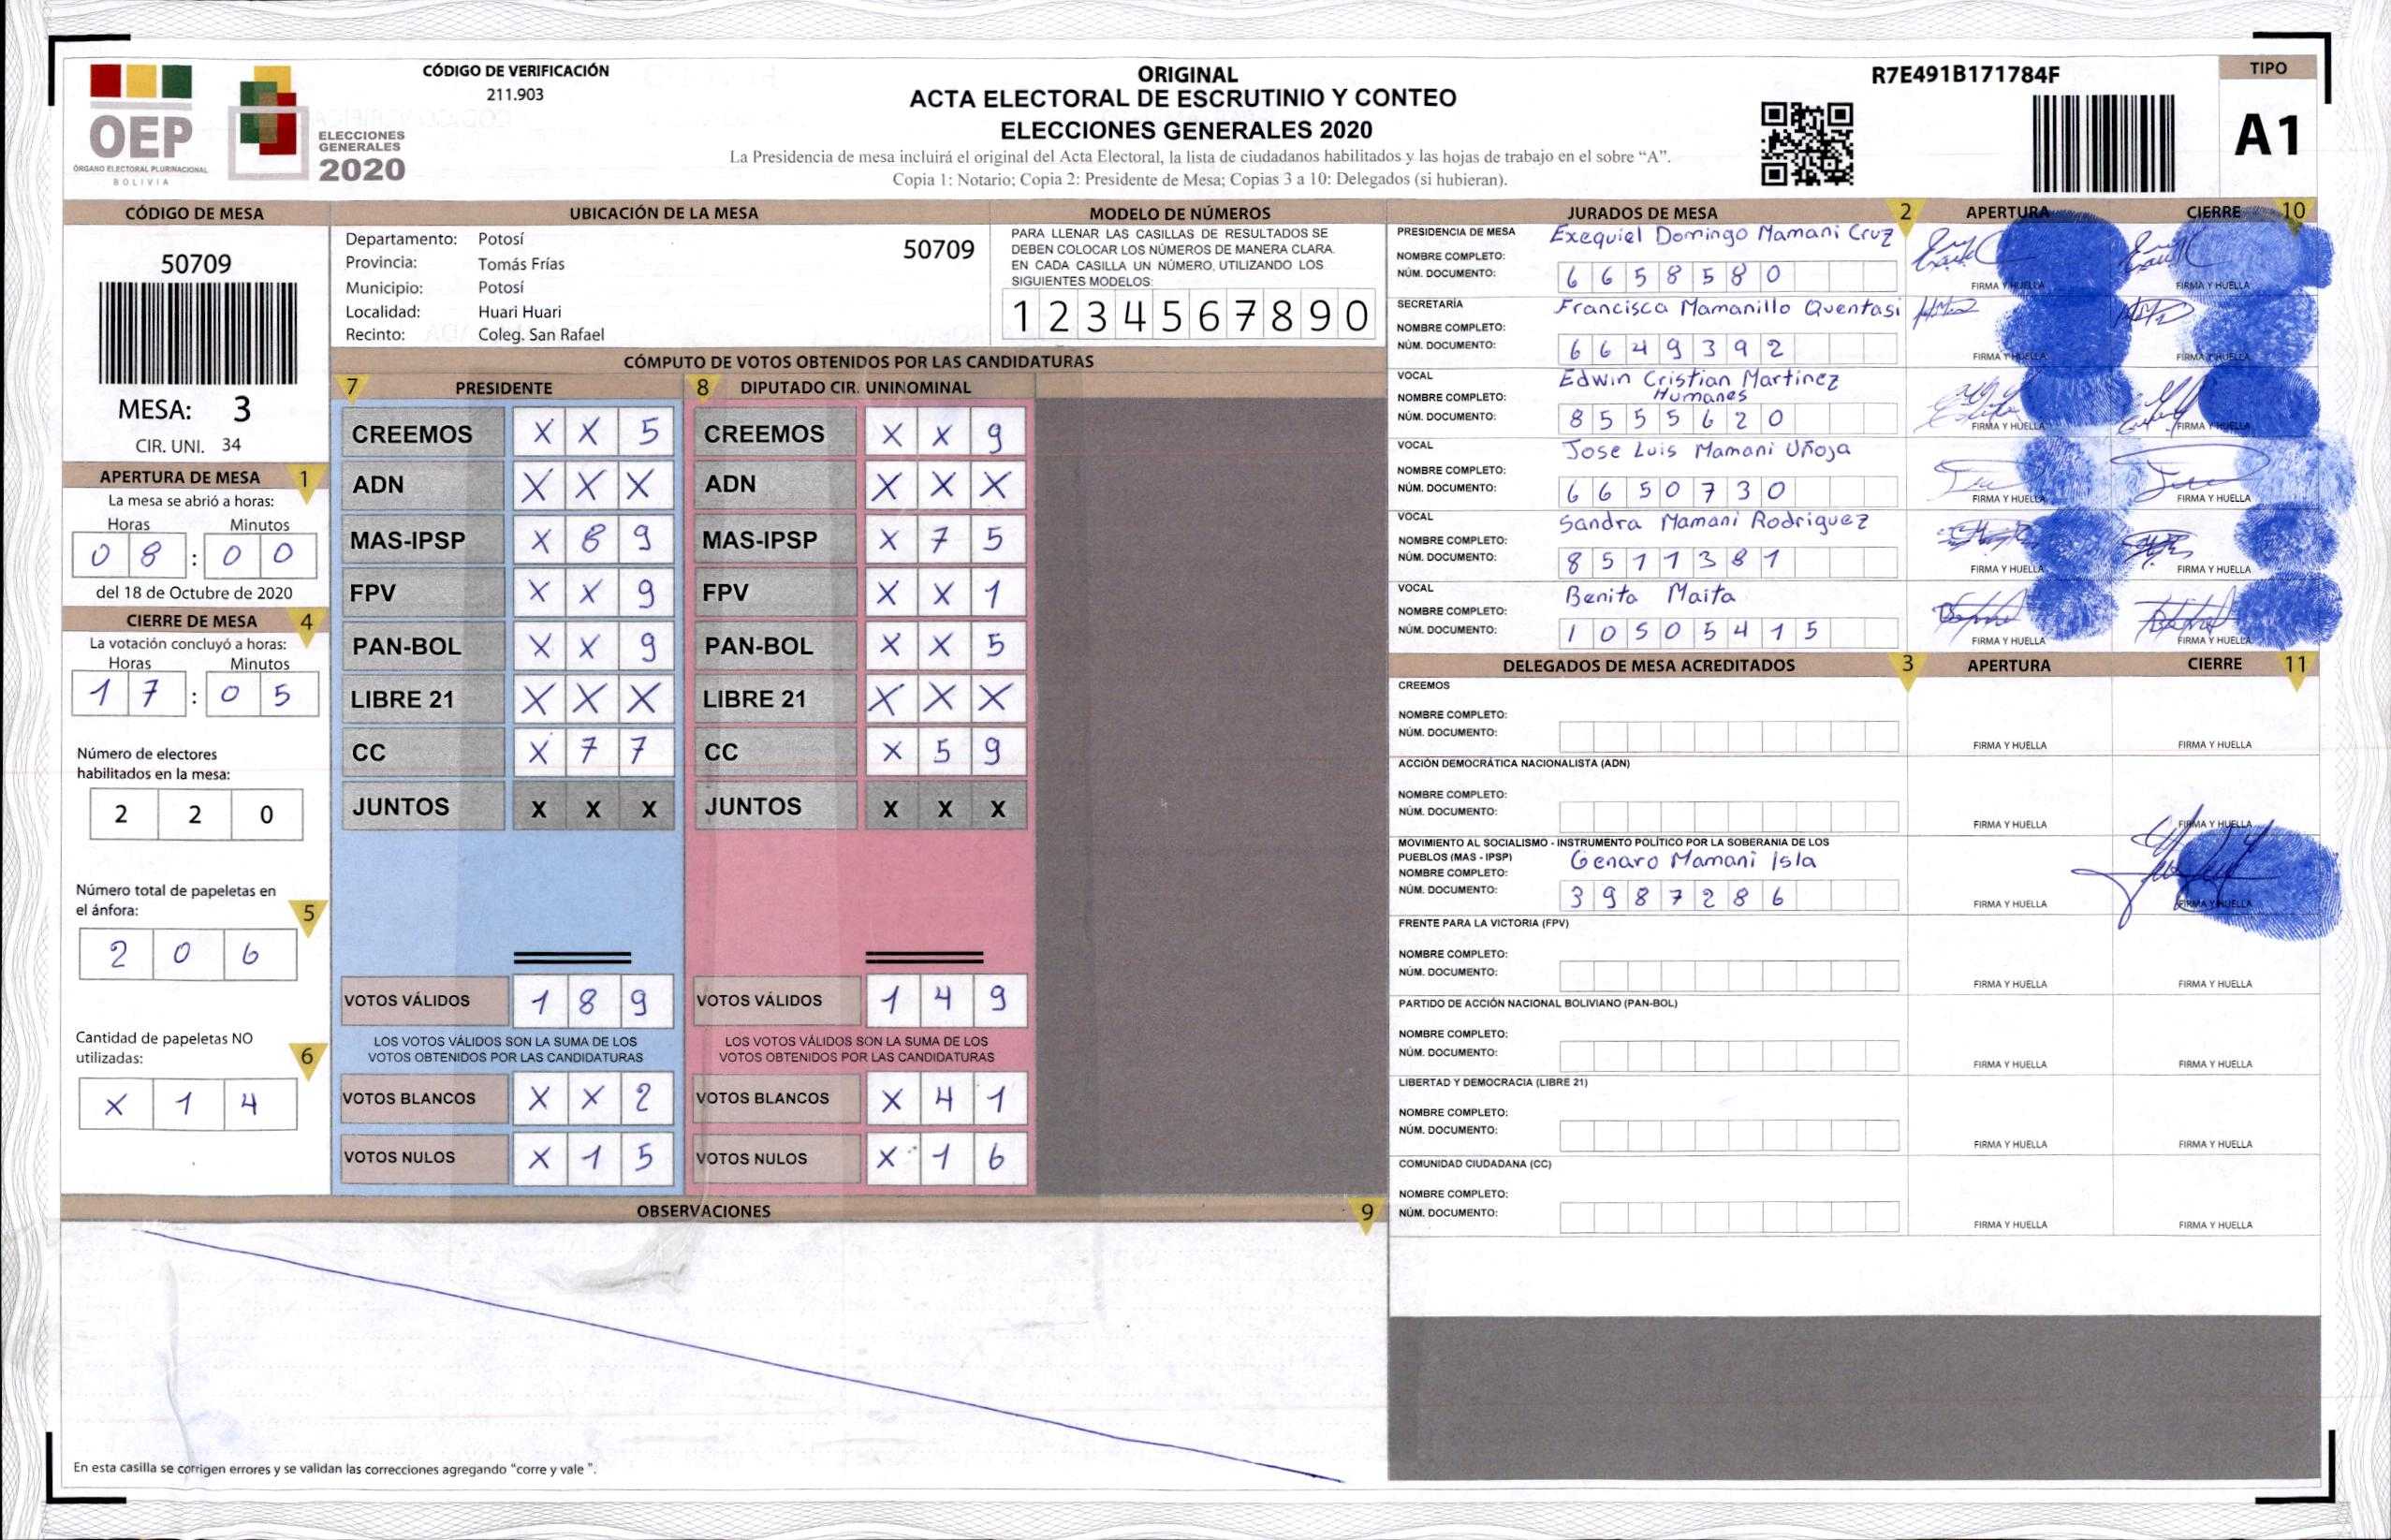 OEP
ÓRGANO ELECTORAL PLURINACIONAL
BOLIVIA
ELECCIONES
GENERALES
2020
CÓDIGO DE VERIFICACIÓN
211.903
ORIGINAL
ACTA ELECTORAL DE ESCRUTINIO Y CONTEO
ELECCIONES GENERALES 2020
La Presidencia de mesa incluirá el original del Acta Electoral, la lista de ciudadanos habilitados y las hojas de trabajo en el sobre “A”.
Copia 1: Notario; Copia 2: Presidente de Mesa; Copias 3 a 10: Delegados (si hubieran).
R7E491B171784F
TIPO
A1
CÓDIGO DE MESA
50709
MESA: 3
CIR. UNI. 34
APERTURA DE MESA 1
La mesa se abrió a horas:
Horas Minutos
0 8 : 0 0
del 18 de Octubre de 2020
CIERRE DE MESA 4
La votación concluyó a horas:
Horas Minutos
1 7 : 0 5
Número de electores
habilitados en la mesa:
2 2 0
Número total de papeletas en
el ánfora: 5
2 0 6
Cantidad de papeletas NO
utilizadas: 6
X 1 4
UBICACIÓN DE LA MESA
Departamento: Potosí
50709
Provincia: Tomás Frías
Municipio: Potosí
Localidad: Huari Huari
Recinto: Coleg. San Rafael
MODELO DE NÚMEROS
PARA LLENAR LAS CASILLAS DE RESULTADOS SE
DEBEN COLOCAR LOS NÚMEROS DE MANERA CLARA.
EN CADA CASILLA UN NÚMERO, UTILIZANDO LOS
SIGUIENTES MODELOS:
1 2 3 4 5 6 7 8 9 0
CÓMPUTO DE VOTOS OBTENIDOS POR LAS CANDIDATURAS
7 PRESIDENTE
CREEMOS X X 5
ADN X X X
MAS-IPSP X 8 9
FPV X X 9
PAN-BOL X X 9
LIBRE 21 X X X
CC X 7 7
JUNTOS X X X
VOTOS VÁLIDOS 1 8 9
LOS VOTOS VÁLIDOS SON LA SUMA DE LOS
VOTOS OBTENIDOS POR LAS CANDIDATURAS
VOTOS BLANCOS X X 2
VOTOS NULOS X 1 5
8 DIPUTADO CIR. UNINOMINAL
CREEMOS X X 9
ADN X X X
MAS-IPSP X 7 5
FPV X X 1
PAN-BOL X X 5
LIBRE 21 X X X
CC X 5 9
JUNTOS X X X
VOTOS VÁLIDOS 1 4 9
LOS VOTOS VÁLIDOS SON LA SUMA DE LOS
VOTOS OBTENIDOS POR LAS CANDIDATURAS
VOTOS BLANCOS X 4 1
VOTOS NULOS X 1 6
OBSERVACIONES 9
En esta casilla se corrigen errores y se validan las correcciones agregando "corre y vale ".
JURADOS DE MESA 2 APERTURA CIERRE 10
PRESIDENCIA DE MESA Exequiel Domingo Mamani Cruz
NOMBRE COMPLETO:
NÚM. DOCUMENTO: 6 6 5 8 5 8 0
FIRMA Y HUELLA FIRMA Y HUELLA
SECRETARÍA Francisca Mamanillo Quentasi
NOMBRE COMPLETO:
NÚM. DOCUMENTO: 6 6 4 9 3 9 2
FIRMA Y HUELLA FIRMA Y HUELLA
VOCAL Edwin Cristian Martinez
NOMBRE COMPLETO: Humanes
NÚM. DOCUMENTO: 8 5 5 5 6 2 0
FIRMA Y HUELLA FIRMA Y HUELLA
VOCAL Jose Luis Mamani Uñoja
NOMBRE COMPLETO:
NÚM. DOCUMENTO: 6 6 5 0 7 3 0
FIRMA Y HUELLA FIRMA Y HUELLA
VOCAL Sandra Mamani Rodriguez
NOMBRE COMPLETO:
NÚM. DOCUMENTO: 8 5 1 1 3 8 1
FIRMA Y HUELLA FIRMA Y HUELLA
VOCAL Benita Maita
NOMBRE COMPLETO:
NÚM. DOCUMENTO: 1 0 5 0 5 4 1 5
FIRMA Y HUELLA FIRMA Y HUELLA
DELEGADOS DE MESA ACREDITADOS 3 APERTURA CIERRE 11
CREEMOS
NOMBRE COMPLETO:
NÚM. DOCUMENTO:
FIRMA Y HUELLA FIRMA Y HUELLA
ACCIÓN DEMOCRÁTICA NACIONALISTA (ADN)
NOMBRE COMPLETO:
NÚM. DOCUMENTO:
FIRMA Y HUELLA FIRMA Y HUELLA
MOVIMIENTO AL SOCIALISMO - INSTRUMENTO POLÍTICO POR LA SOBERANIA DE LOS
PUEBLOS (MAS - IPSP) Genaro Mamani Isla
NOMBRE COMPLETO:
NÚM. DOCUMENTO: 3 9 8 7 2 8 6
FIRMA Y HUELLA FIRMA Y HUELLA
FRENTE PARA LA VICTORIA (FPV)
NOMBRE COMPLETO:
NÚM. DOCUMENTO:
FIRMA Y HUELLA FIRMA Y HUELLA
PARTIDO DE ACCIÓN NACIONAL BOLIVIANO (PAN-BOL)
NOMBRE COMPLETO:
NÚM. DOCUMENTO:
FIRMA Y HUELLA FIRMA Y HUELLA
LIBERTAD Y DEMOCRACIA (LIBRE 21)
NOMBRE COMPLETO:
NÚM. DOCUMENTO:
FIRMA Y HUELLA FIRMA Y HUELLA
COMUNIDAD CIUDADANA (CC)
NOMBRE COMPLETO:
NÚM. DOCUMENTO:
FIRMA Y HUELLA FIRMA Y HUELLA